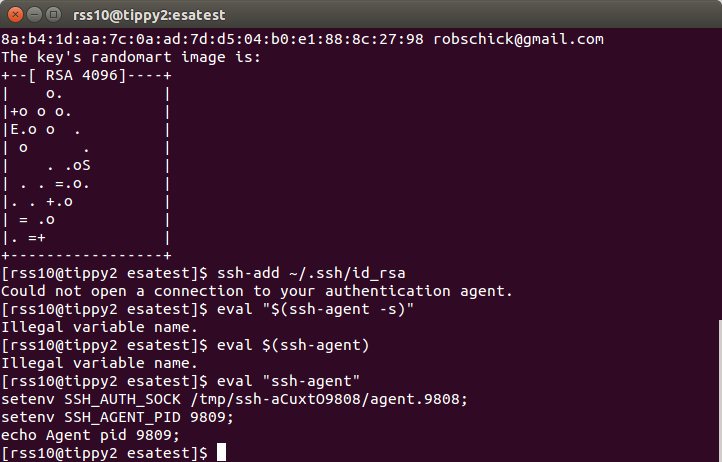 rss10@tippy2:esatest
8a:b4:1d:aa:7c:0a:ad:7d:d5:04:b0:e1:88:8c:27:98 robschick@gmail.com
The key's randomart image is:
+--[ RSA 4096]----+
|    o.           |
|+o o o.          |
|E.o o  .         |
| o      .        |
|    . .oS        |
| . . =.o.        |
|. . +.o          |
| = .o            |
|. =+             |
+-----------------+
[rss10@tippy2 esatest]$ ssh-add ~/.ssh/id_rsa
Could not open a connection to your authentication agent.
[rss10@tippy2 esatest]$ eval "$(ssh-agent -s)"
Illegal variable name.
[rss10@tippy2 esatest]$ eval $(ssh-agent)
Illegal variable name.
[rss10@tippy2 esatest]$ eval "ssh-agent"
setenv SSH_AUTH_SOCK /tmp/ssh-aCuxtO9808/agent.9808;
setenv SSH_AGENT_PID 9809;
echo Agent pid 9809;
[rss10@tippy2 esatest]$